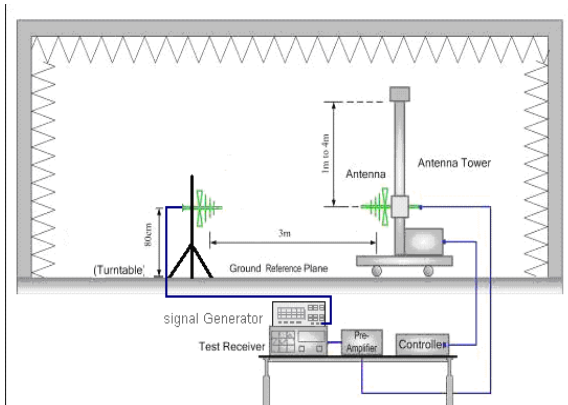 1m to 4m
Antenna
Antenna Tower
80cm
3m
(Turntable)
Ground Reference Plane
signal Generator
Test Receiver
Pre-
Amplifier
Controller